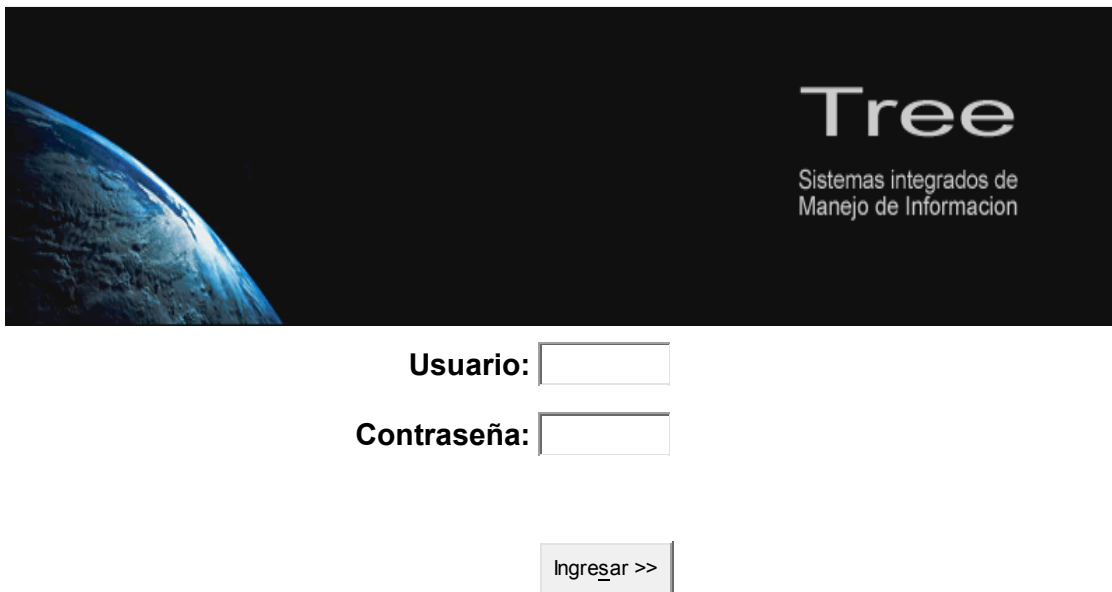 Tree
Sistemas integrados de
Manejo de Informacion
Usuario:
Contraseña:
Ingresar >>